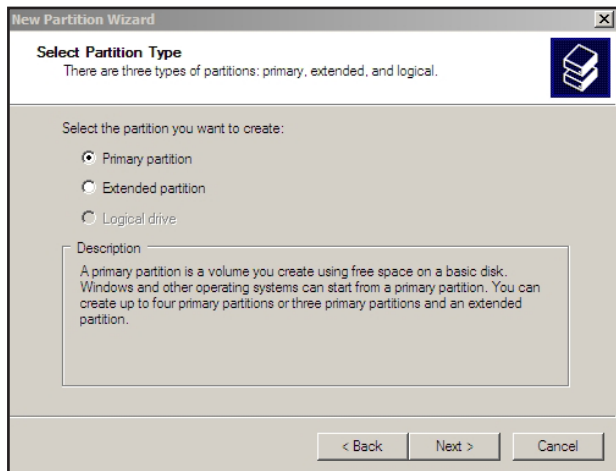 New Partition Wizard
Select Partition Type
There are three types of partitions: primary, extended, and logical.
Select the partition you want to create:
Primary partition
Extended partition
Logical drive
Description
A primary partition is a volume you create using free space on a basic disk.
Windows and other operating systems can start from a primary partition. You can
create up to four primary partitions or three primary partitions and an extended
partition.
< Back
Next >
Cancel